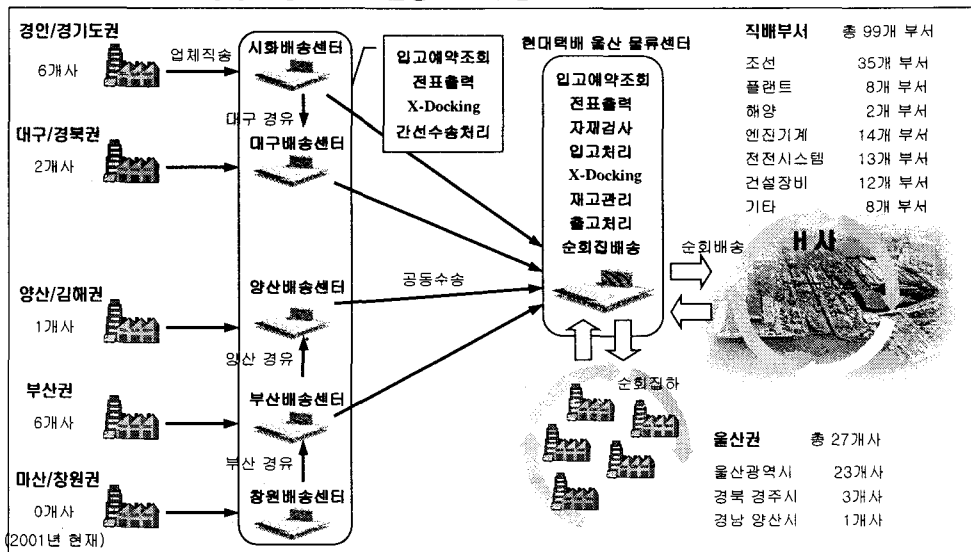 경인/경기도권
6개사
업체직송
대구/경북권
2개사
양산/김해권
1개사
부산권
6개사
마산/창원권
0개사
(2001년 현재)
시화배송센터
대구 경유
대구배송센터
양산배송센터
양산 경유
부산배송센터
부산 경유
창원배송센터
입고예약조회
전표출력
X-Docking
간선수송처리
공동수송
현대택배 울산 물류센터
입고예약조회
전표출력
자재검사
입고처리
X-Docking
재고관리
출고처리
순회집배송
순회배송
순회집하
직배부서 총 99개 부서
조선 35개 부서
플랜트 8개 부서
해양 2개 부서
엔진기계 14개 부서
전전시스템 13개 부서
건설장비 12개 부서
기타 8개 부서
울산권 총 27개사
울산광역시 23개사
경북 경주시 3개사
경남 양산시 1개사